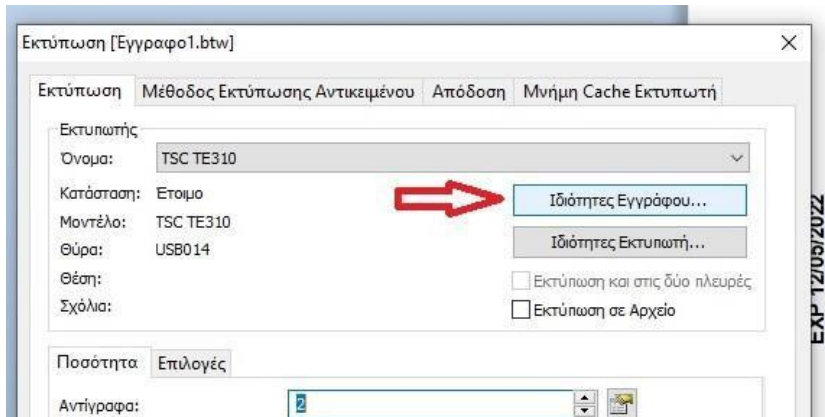 Εκτύπωση [Έγγραφο1.btw]
Εκτύπωση Μέθοδος Εκτύπωσης Αντικειμένου Απόδοση Μνήμη Cache Εκτυπωτή
Εκτυπωτής
Όνομα: TSC TE310
Κατάσταση: Έτοιμο
Ιδιότητες Εγγράφου...
Μοντέλο: TSC TE310
Θύρα: USB014
Ιδιότητες Εκτυπωτή...
Θέση:
Εκτύπωση και στις δύο πλευρές
Σχόλια:
Εκτύπωση σε Αρχείο
Ποσότητα Επιλογές
Αντίγραφα: 2
EXP 12/05/2022